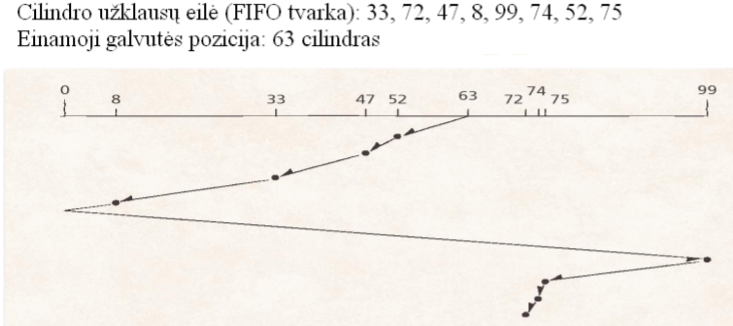 Cilindro užklausų eilė (FIFO tvarka): 33, 72, 47, 8, 99, 74, 52, 75
Einamoji galvutės pozicija: 63 cilindras
0 8 33 47 52 63 72 74 75 99